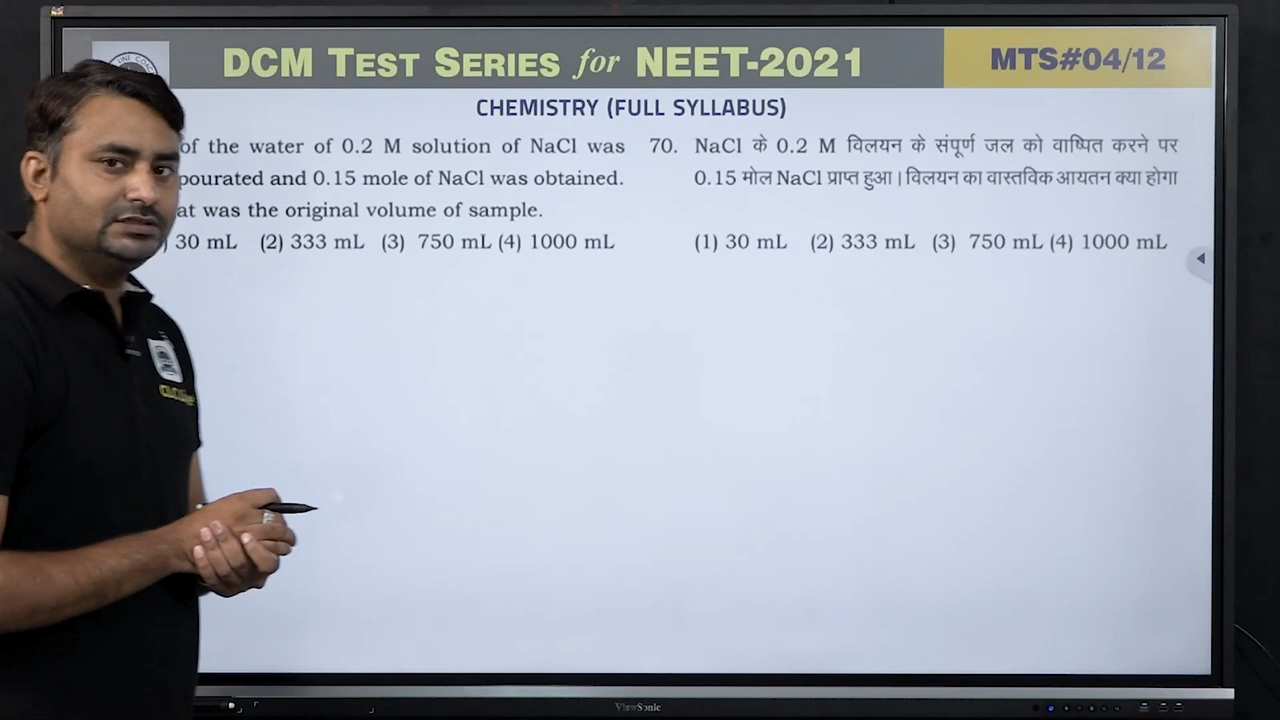 DCM TEST SERIES for NEET-2021
MTS#04/12
CHEMISTRY (FULL SYLLABUS)
of the water of 0.2 M solution of NaCl was
pourated and 0.15 mole of NaCl was obtained.
at was the original volume of sample.
30 mL (2) 333 mL (3) 750 mL (4) 1000 mL
70. NaCl के 0.2 M विलयन के संपूर्ण जल को वाष्पित करने पर
0.15 मोल NaCl प्राप्त हुआ। विलयन का वास्तविक आयतन क्या होगा
(1) 30 mL (2) 333 mL (3) 750 mL (4) 1000 mL
ViewSonic